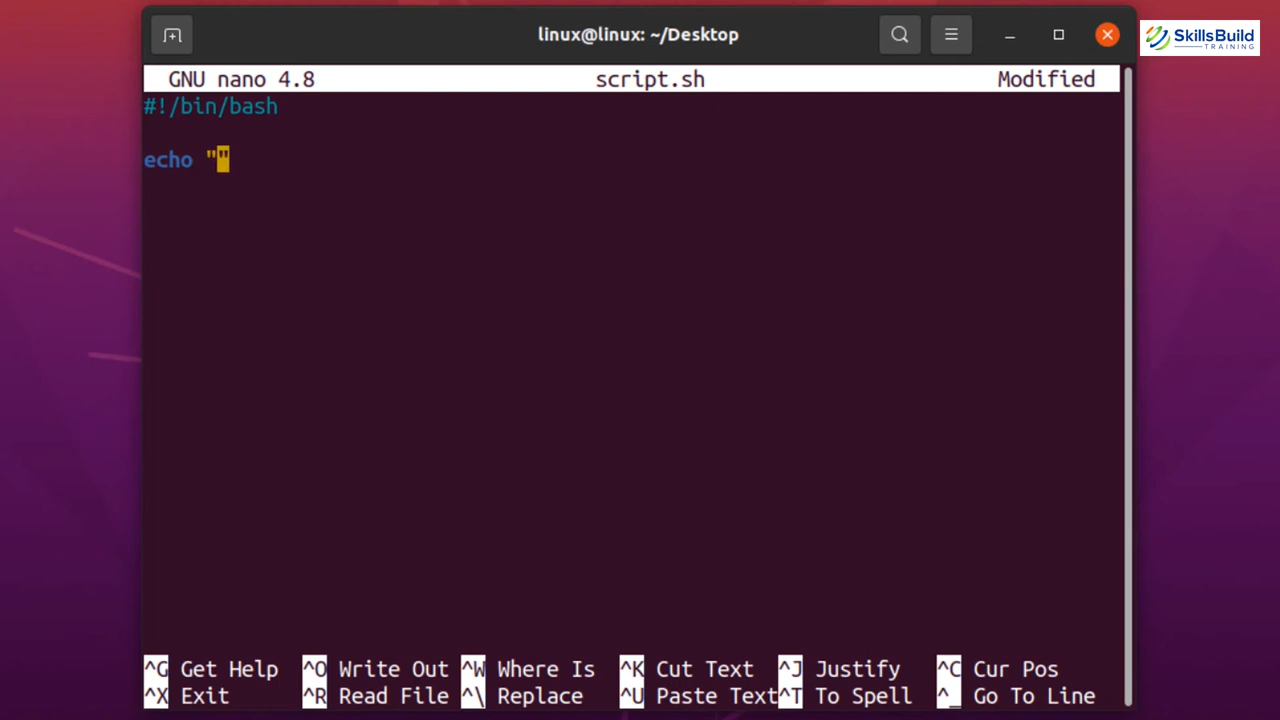 linux@linux: ~/Desktop
SkillsBuild
TRAINING
GNU nano 4.8 script.sh Modified
#!/bin/bash
echo ""
^G Get Help ^O Write Out ^W Where Is ^K Cut Text ^J Justify ^C Cur Pos
^X Exit ^R Read File ^\ Replace ^U Paste Text ^T To Spell ^_ Go To Line